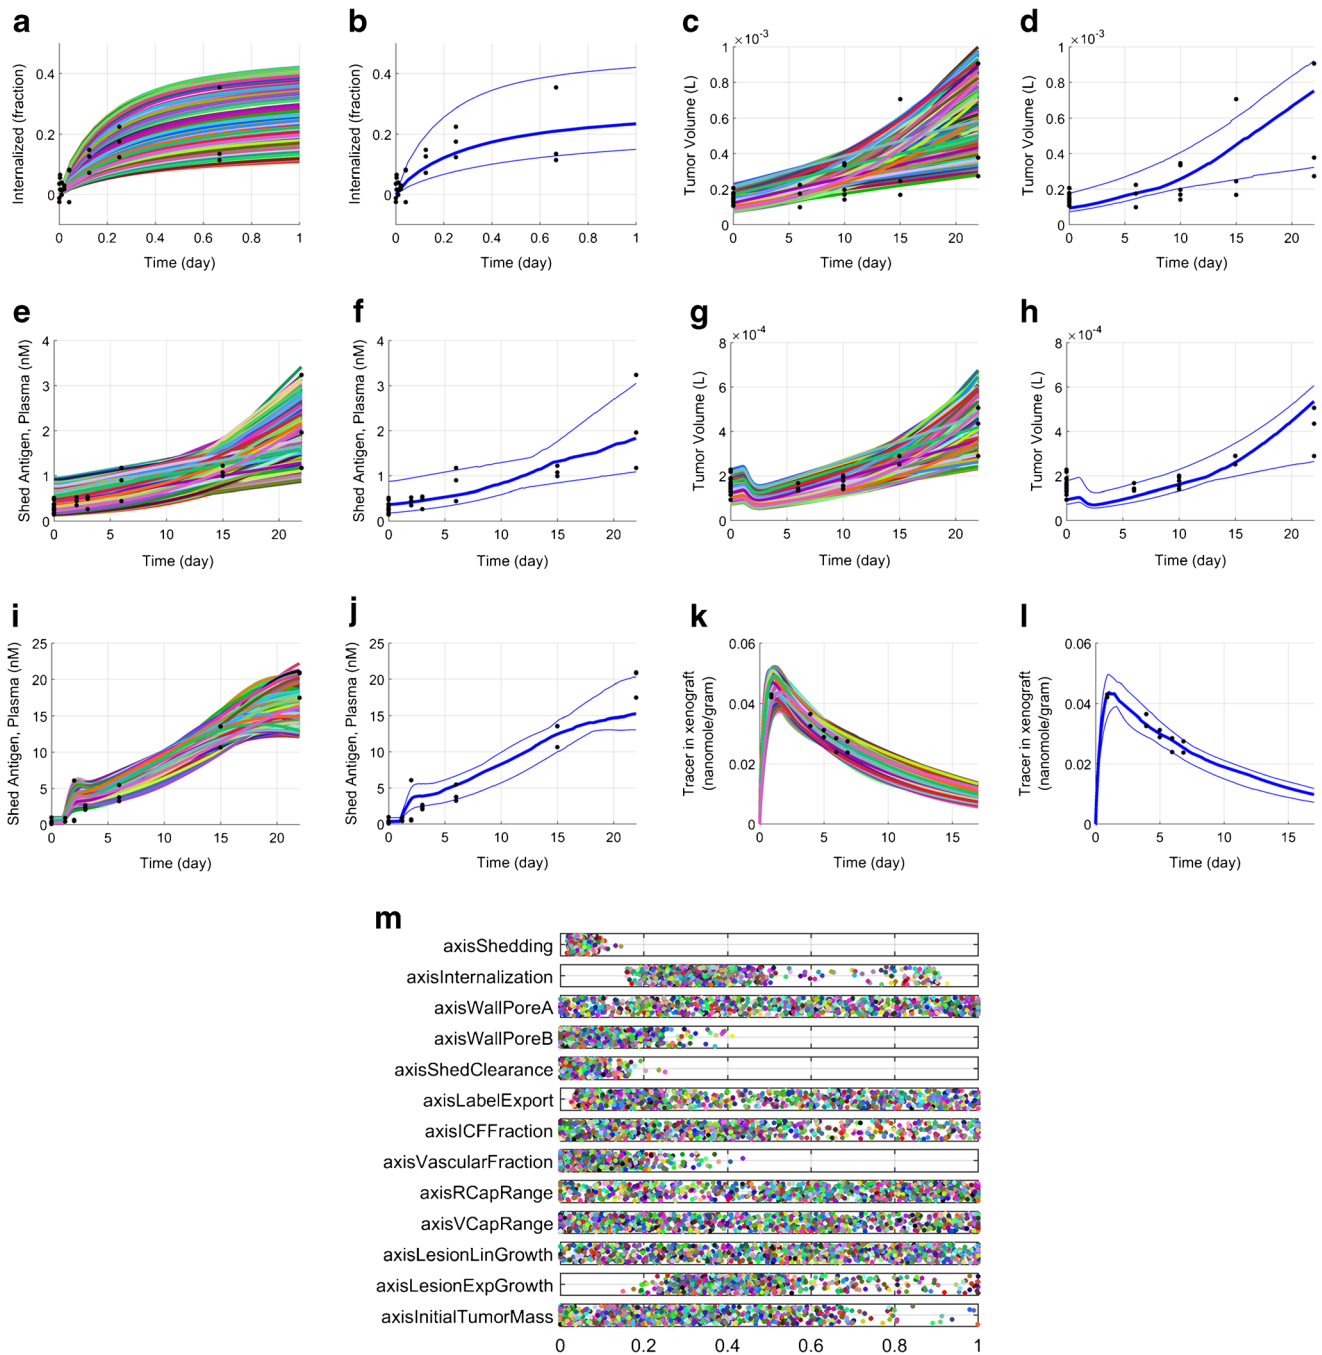 a
Internalized (fraction)
0.4
0.2
0
0 0.2 0.4 0.6 0.8 1
Time (day)
b
Internalized (fraction)
0.4
0.2
0
0 0.2 0.4 0.6 0.8 1
Time (day)
c
×10-3
Tumor Volume (L)
1
0.8
0.6
0.4
0.2
0
0 5 10 15 20
Time (day)
d
×10-3
Tumor Volume (L)
1
0.8
0.6
0.4
0.2
0
0 5 10 15 20
Time (day)
e
Shed Antigen, Plasma (nM)
4
3
2
1
0
0 5 10 15 20
Time (day)
f
Shed Antigen, Plasma (nM)
4
3
2
1
0
0 5 10 15 20
Time (day)
g
×10-4
Tumor Volume (L)
8
6
4
2
0
0 5 10 15 20
Time (day)
h
×10-4
Tumor Volume (L)
8
6
4
2
0
0 5 10 15 20
Time (day)
i
Shed Antigen, Plasma (nM)
25
20
15
10
5
0
0 5 10 15 20
Time (day)
j
Shed Antigen, Plasma (nM)
25
20
15
10
5
0
0 5 10 15 20
Time (day)
k
Tracer in xenograft
(nanomole/gram)
0.06
0.04
0.02
0
0 5 10 15
Time (day)
l
Tracer in xenograft
(nanomole/gram)
0.06
0.04
0.02
0
0 5 10 15
Time (day)
m
axisShedding
axisInternalization
axisWallPoreA
axisWallPoreB
axisShedClearance
axisLabelExport
axisICFFraction
axisVascularFraction
axisRCapRange
axisVCapRange
axisLesionLinGrowth
axisLesionExpGrowth
axisInitialTumorMass
0 0.2 0.4 0.6 0.8 1